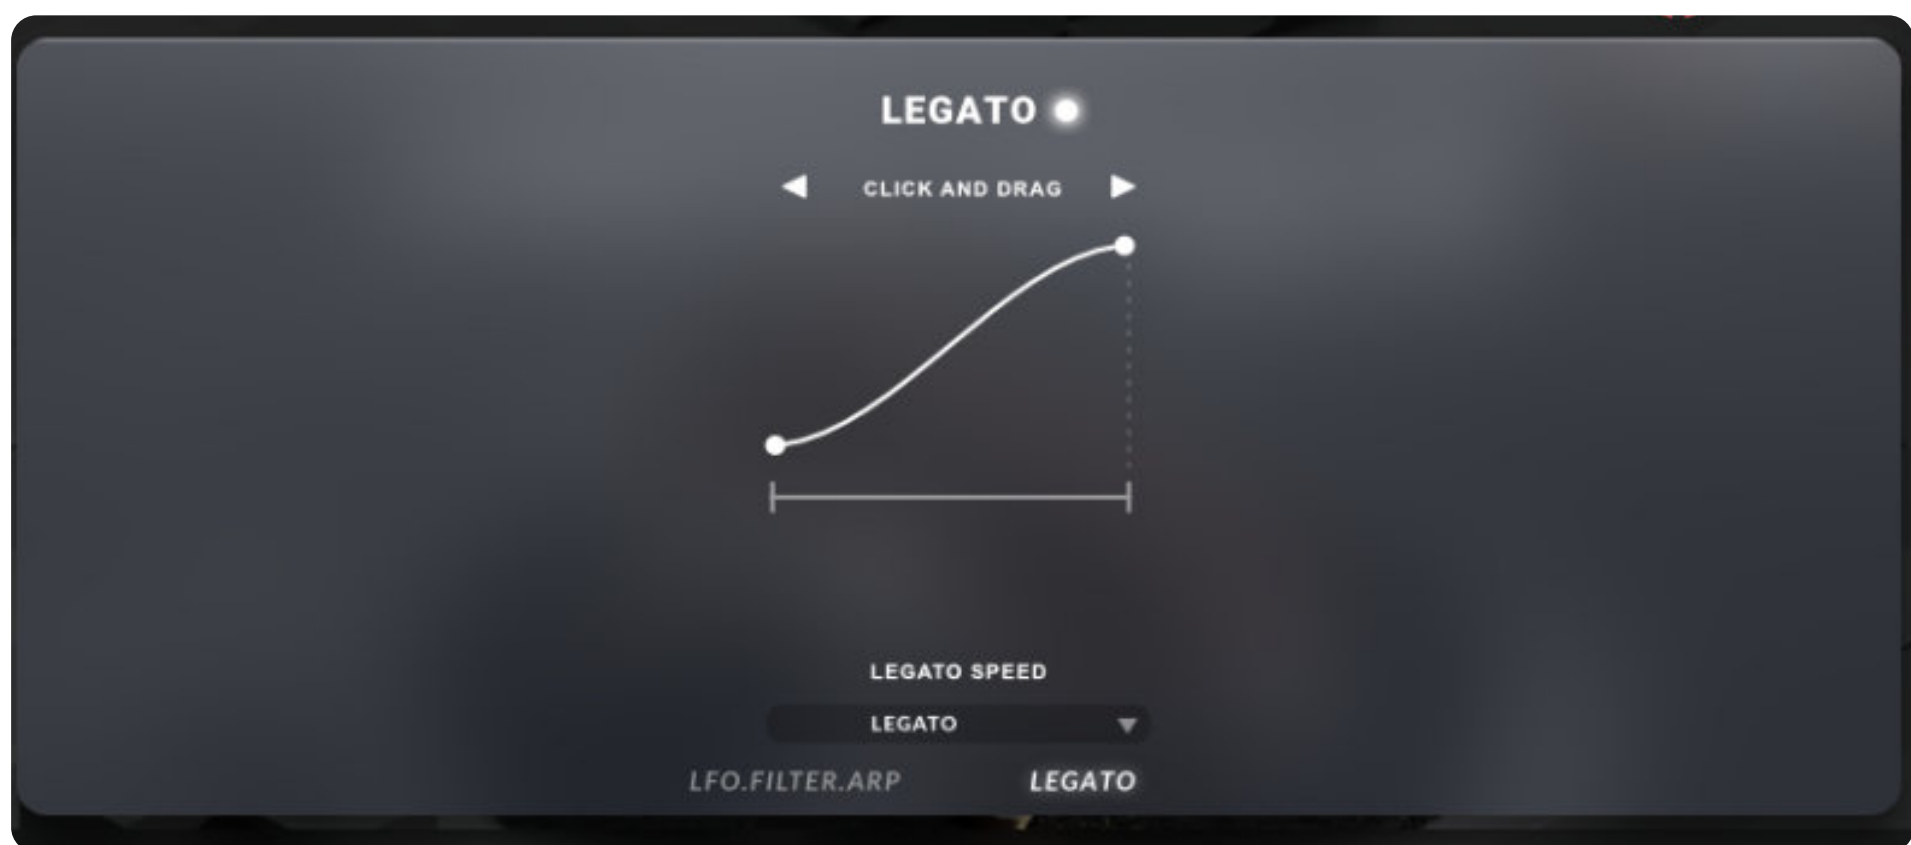 LEGATO
CLICK AND DRAG
LEGATO SPEED
LEGATO
LFO.FILTER.ARP LEGATO